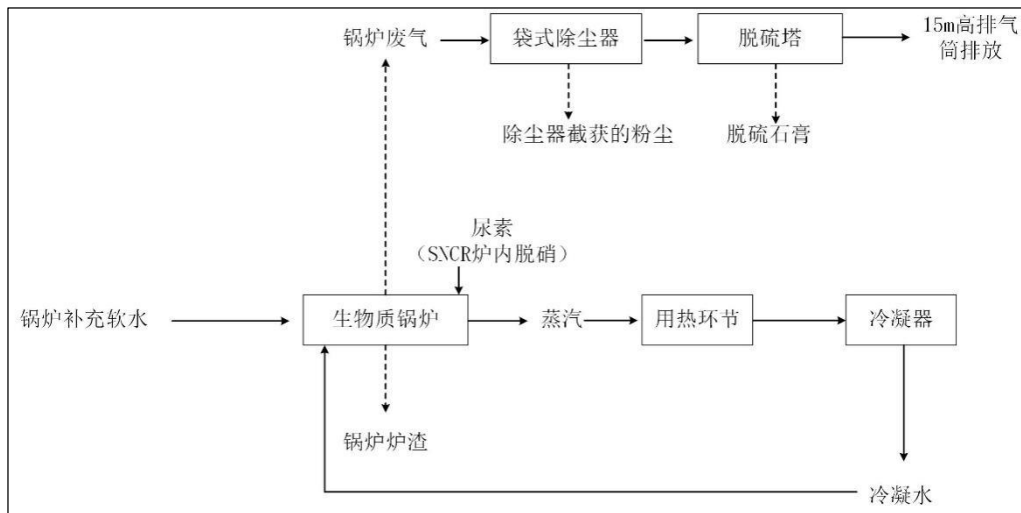 锅炉废气
袋式除尘器
脱硫塔
15m高排气
筒排放
除尘器截获的粉尘
脱硫石膏
尿素
（SNCR炉内脱硝）
锅炉补充软水
生物质锅炉
蒸汽
用热环节
冷凝器
锅炉炉渣
冷凝水